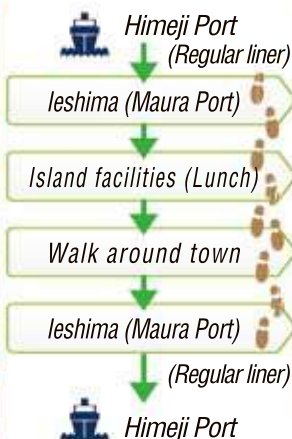 Himeji Port
(Regular liner)
Ieshima (Maura Port)
Island facilities (Lunch)
Walk around town
Ieshima (Maura Port)
(Regular liner)
Himeji Port